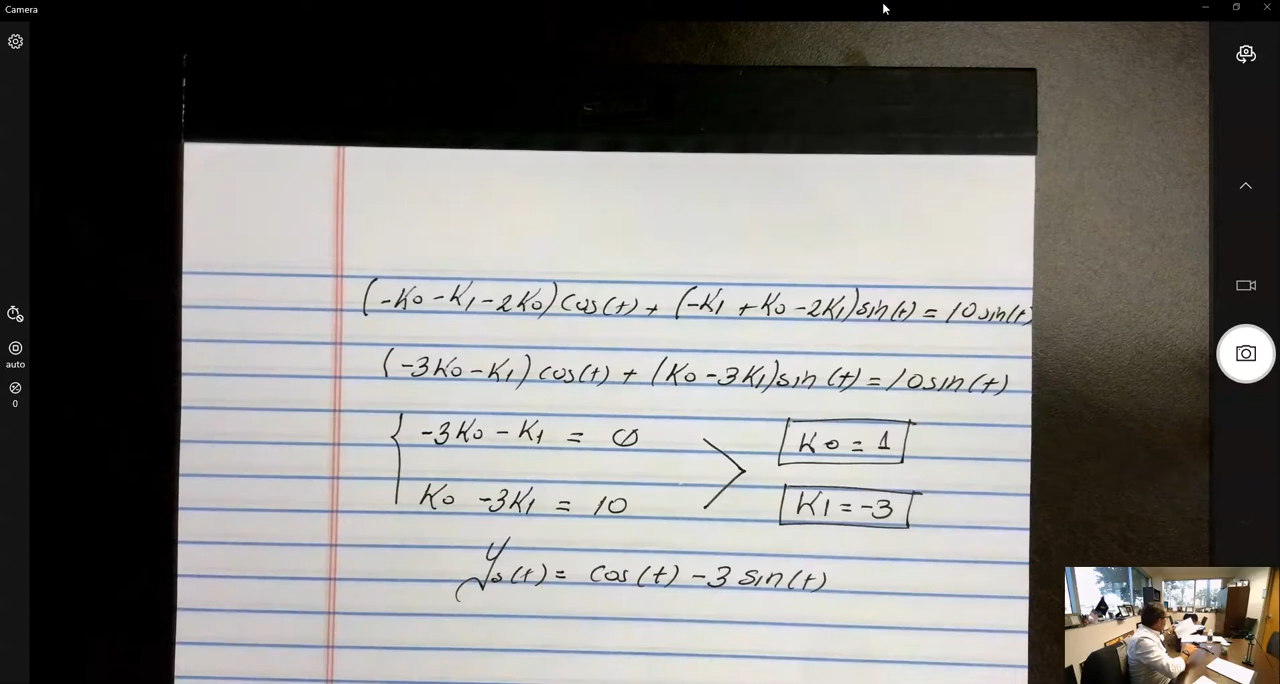 Camera
(-K0 - K1 - 2K0) cos(t) + (-K1 + K0 - 2K1) sin(t) = 10 sin(t)
(-3K0 - K1) cos(t) + (K0 - 3K1) sin(t) = 10 sin(t)
-3K0 - K1 = 0
K0 = 1
K0 - 3K1 = 10
K1 = -3
ys(t) = cos(t) - 3 sin(t)
auto
0